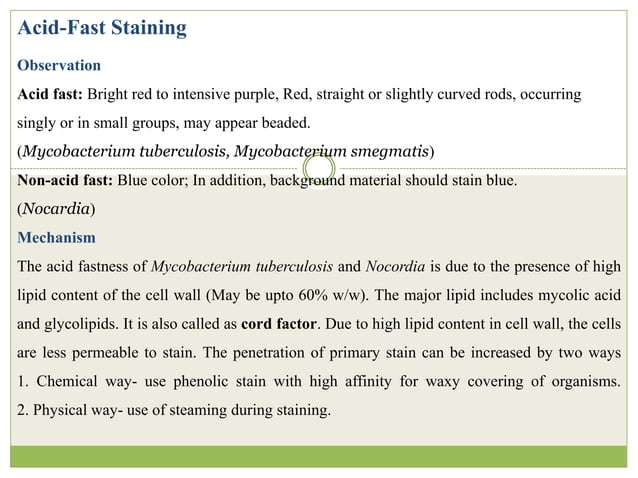 Acid-Fast Staining
Observation
Acid fast: Bright red to intensive purple, Red, straight or slightly curved rods, occurring
singly or in small groups, may appear beaded.
(Mycobacterium tuberculosis, Mycobacterium smegmatis)
Non-acid fast: Blue color; In addition, background material should stain blue.
(Nocardia)
Mechanism
The acid fastness of Mycobacterium tuberculosis and Nocordia is due to the presence of high
lipid content of the cell wall (May be upto 60% w/w). The major lipid includes mycolic acid
and glycolipids. It is also called as cord factor. Due to high lipid content in cell wall, the cells
are less permeable to stain. The penetration of primary stain can be increased by two ways
1. Chemical way- use phenolic stain with high affinity for waxy covering of organisms.
2. Physical way- use of steaming during staining.